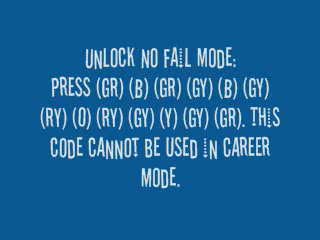 UNLOCK NO FAIL MODE:
PRESS (GR) (B) (GR) (GY) (B) (GY)
(RY) (O) (RY) (GY) (Y) (GY) (GR). THIS
CODE CANNOT BE USED IN CAREER
MODE.